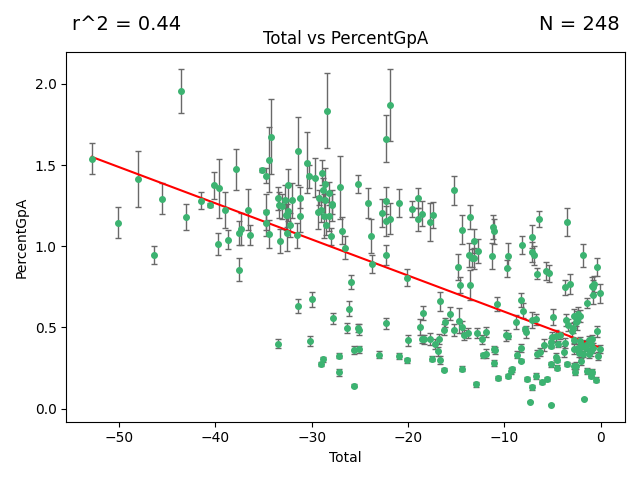 r^2 = 0.44
N = 248
Total vs PercentGpA
2.0
1.5
1.0
0.5
0.0
PercentGpA
−50
−40
−30
−20
−10
0
Total